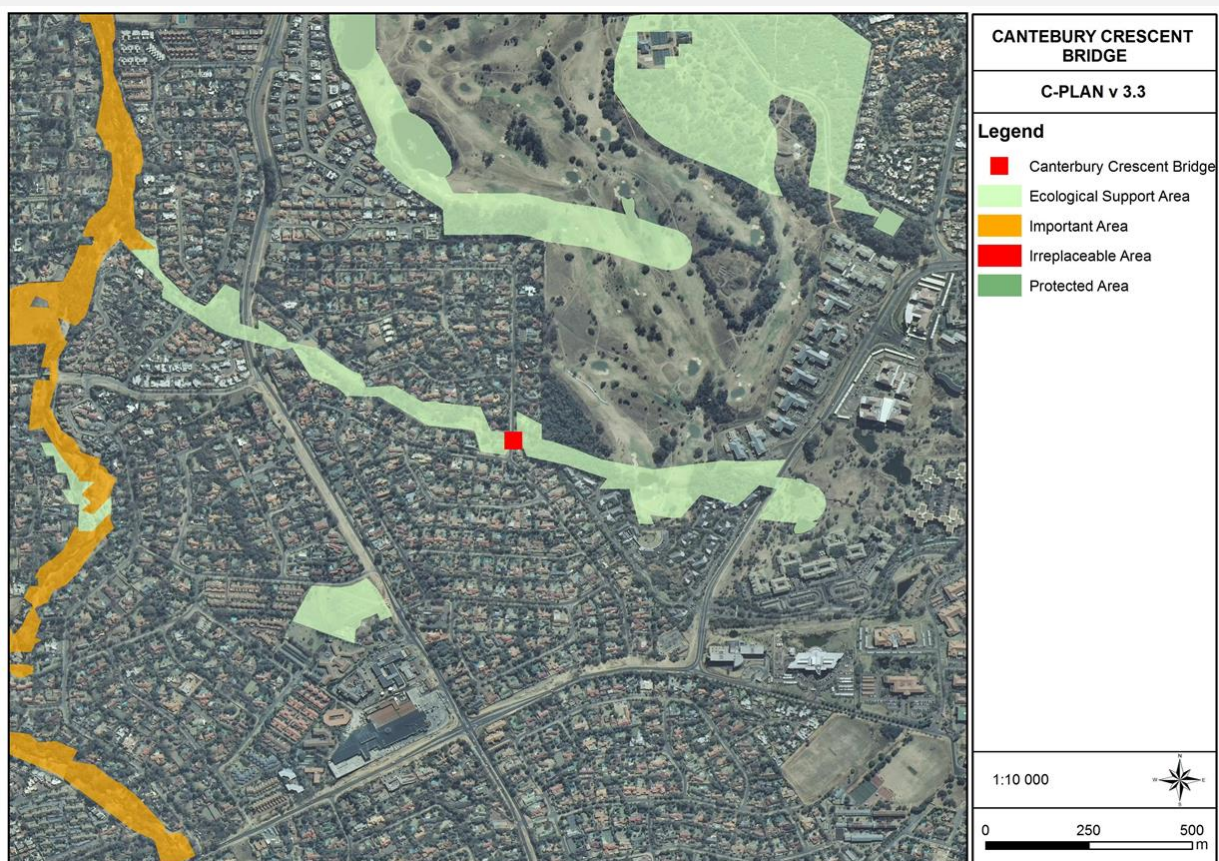 CANTEBURY CRESCENT
BRIDGE
C-PLAN v 3.3
Legend
Canterbury Crescent Bridge
Ecological Support Area
Important Area
Irreplaceable Area
Protected Area
1:10 000
N
W E
S
0 250 500
m